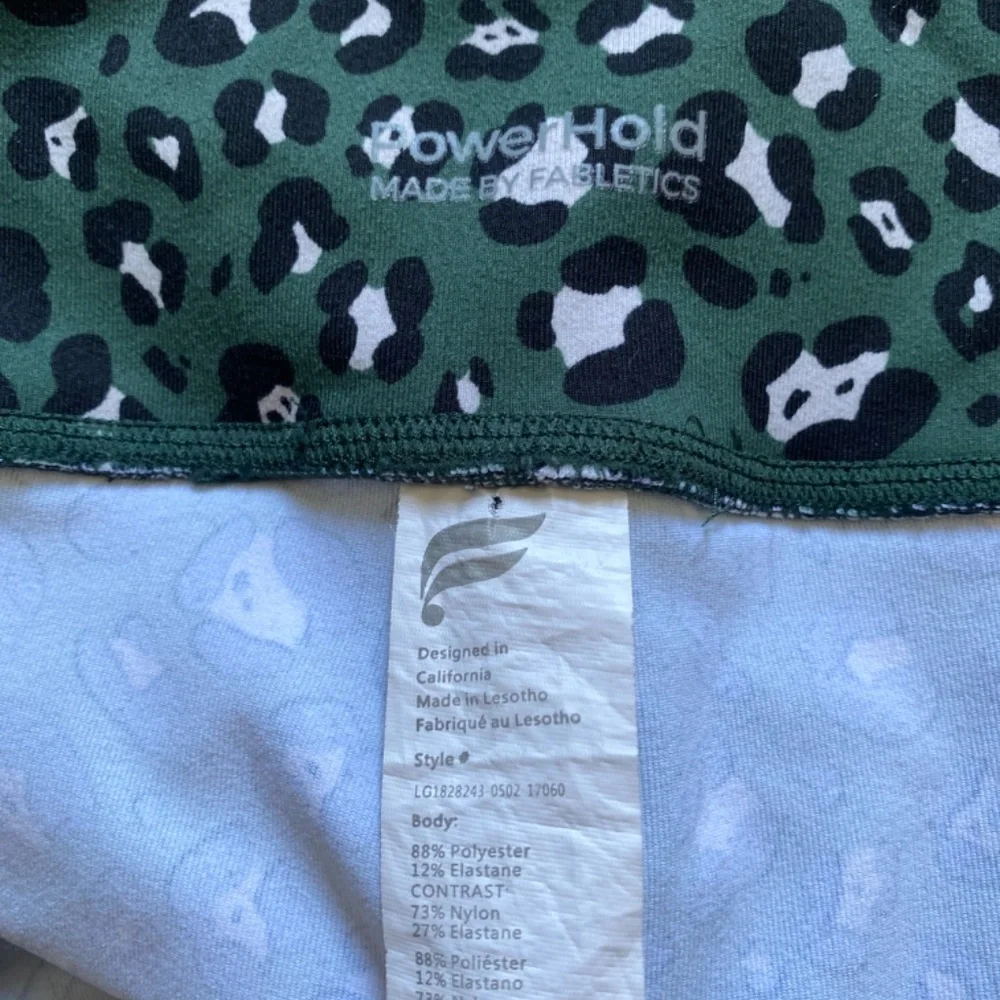 PowerHold
MADE BY FABLETICS
Designed in
California
Made in Lesotho
Fabriqué au Lesotho
Style #
LG1828243 0502 17060
Body:
88% Polyester
12% Elastane
CONTRAST:
73% Nylon
27% Elastane
88% Poliéster
12% Elastano
73%